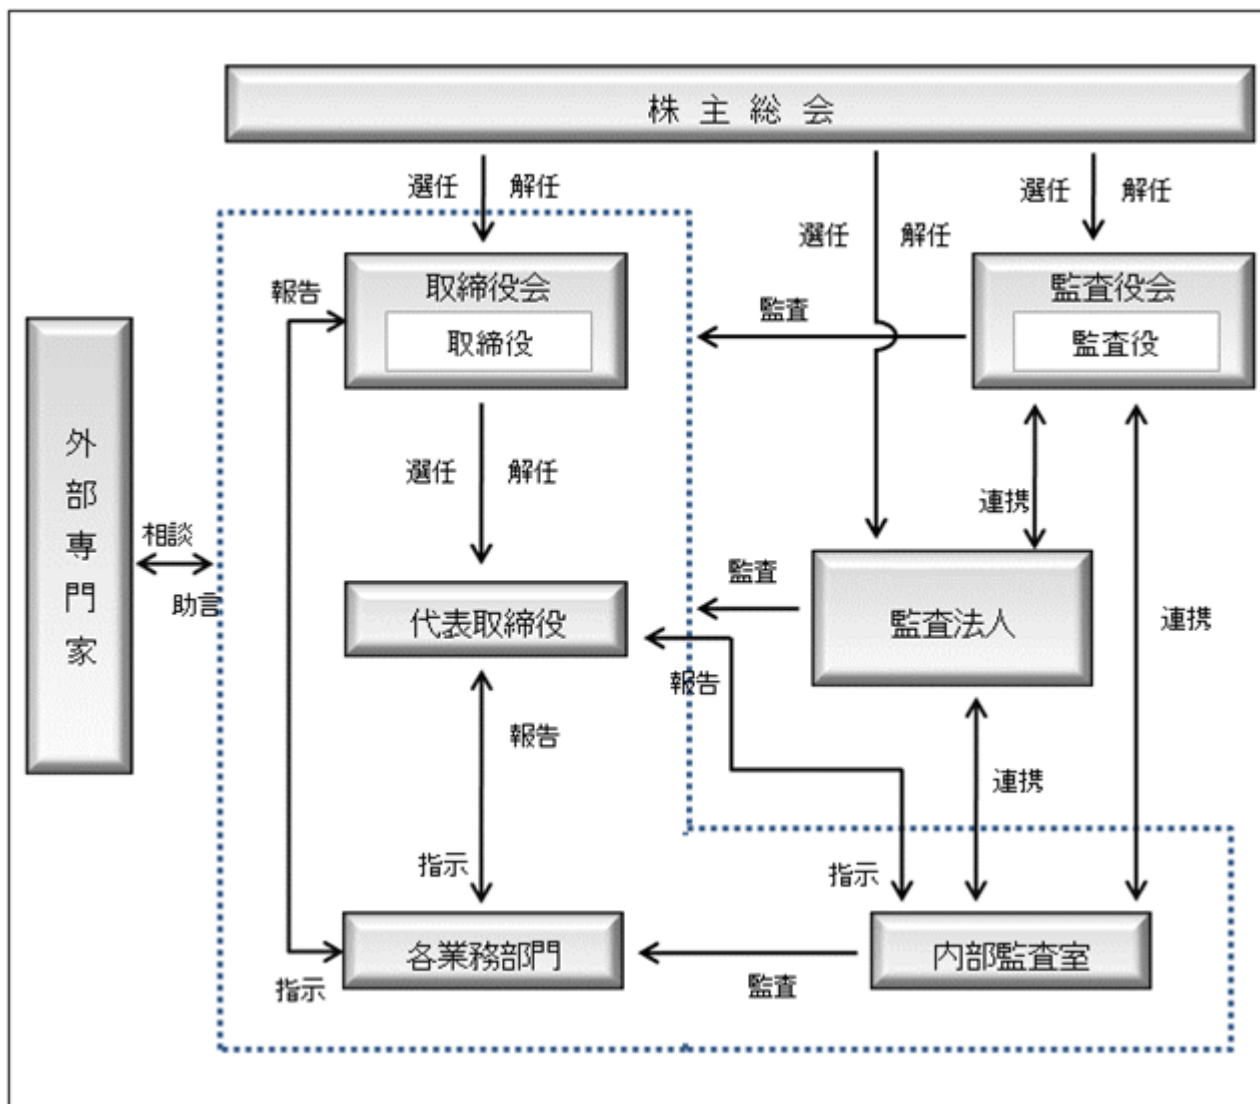 株主総会
選任 解任
選任 解任
選任 解任
取締役会
取締役
監査役会
監査役
報告
監査
外部専門家
相談
助言
選任 解任
連携
連携
代表取締役
監査
監査法人
報告
報告
連携
指示
指示
各業務部門
内部監査室
指示
監査